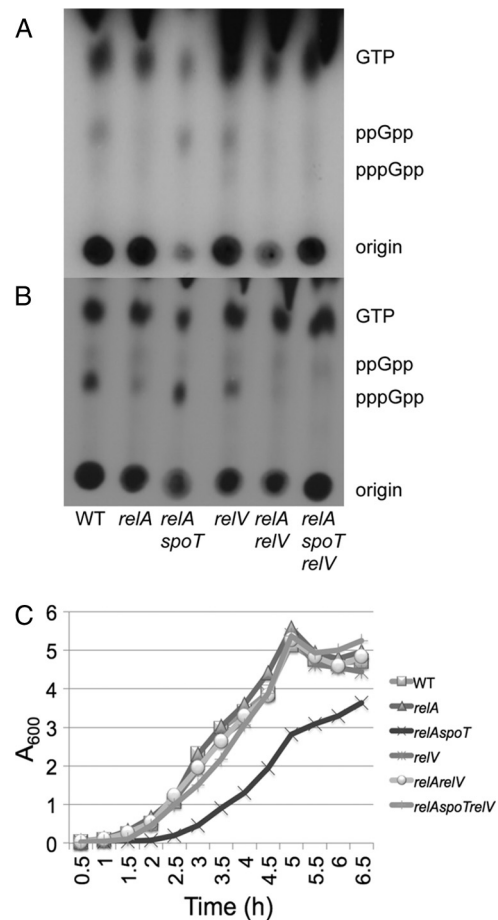 A
GTP
ppGpp
pppGpp
origin
B
GTP
ppGpp
pppGpp
origin
WT relA relA relV relA relA
spoT relV spoT
relV
C
6
5
4
3
2
1
0
A600
0.5 1 1.5 2 2.5 3 3.5 4 4.5 5 5.5 6 6.5
Time (h)
WT
relA
relAspoT
relV
relArelV
relAspoTrelV